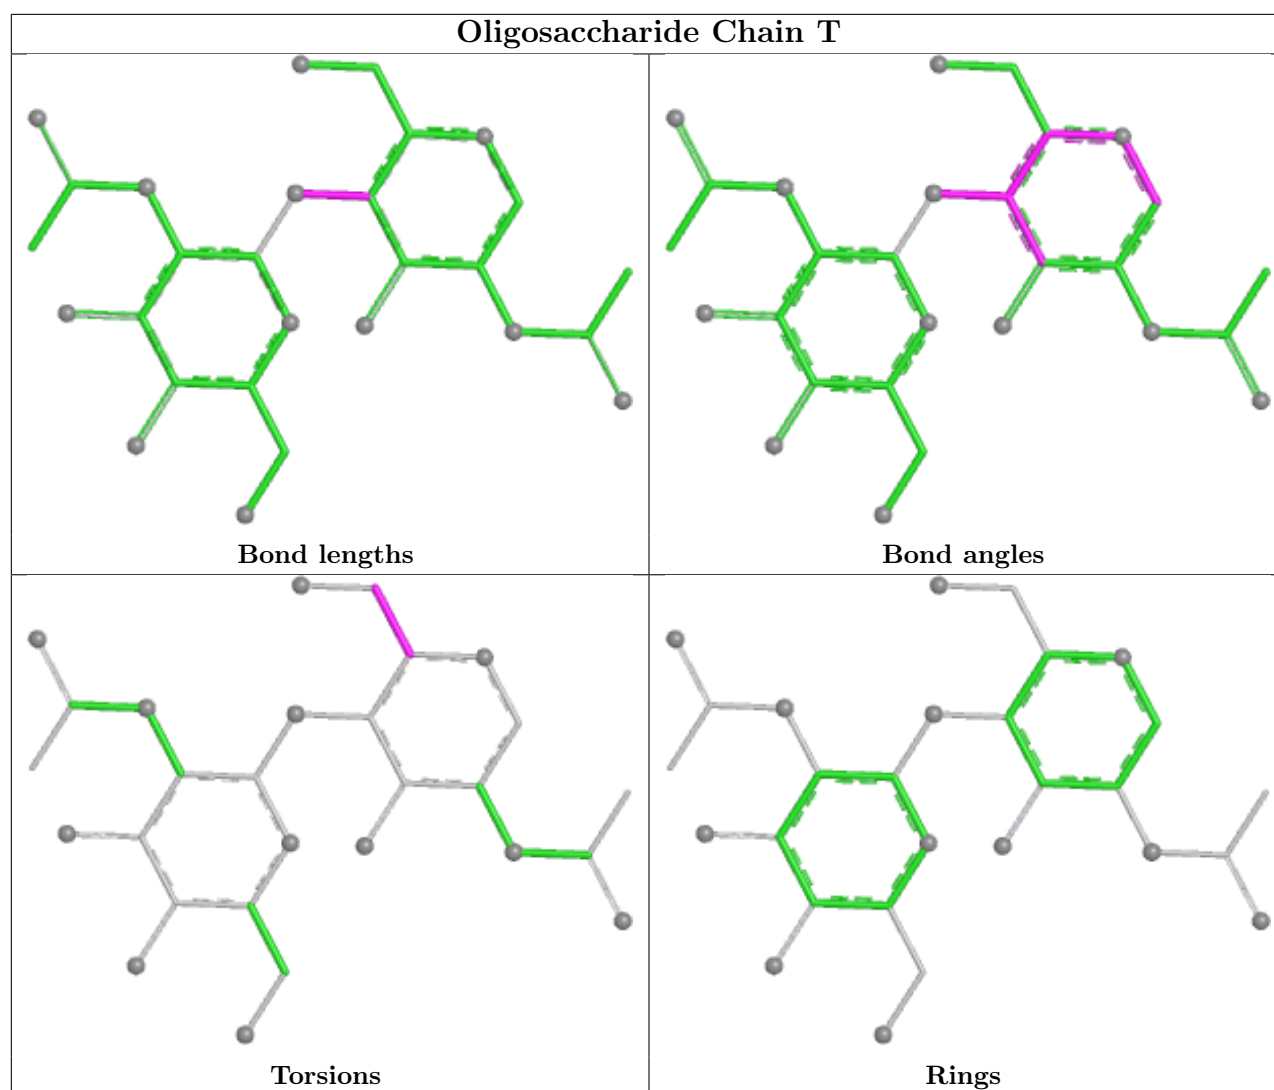 Oligosaccharide Chain T
Bond lengths
Bond angles
Torsions
Rings